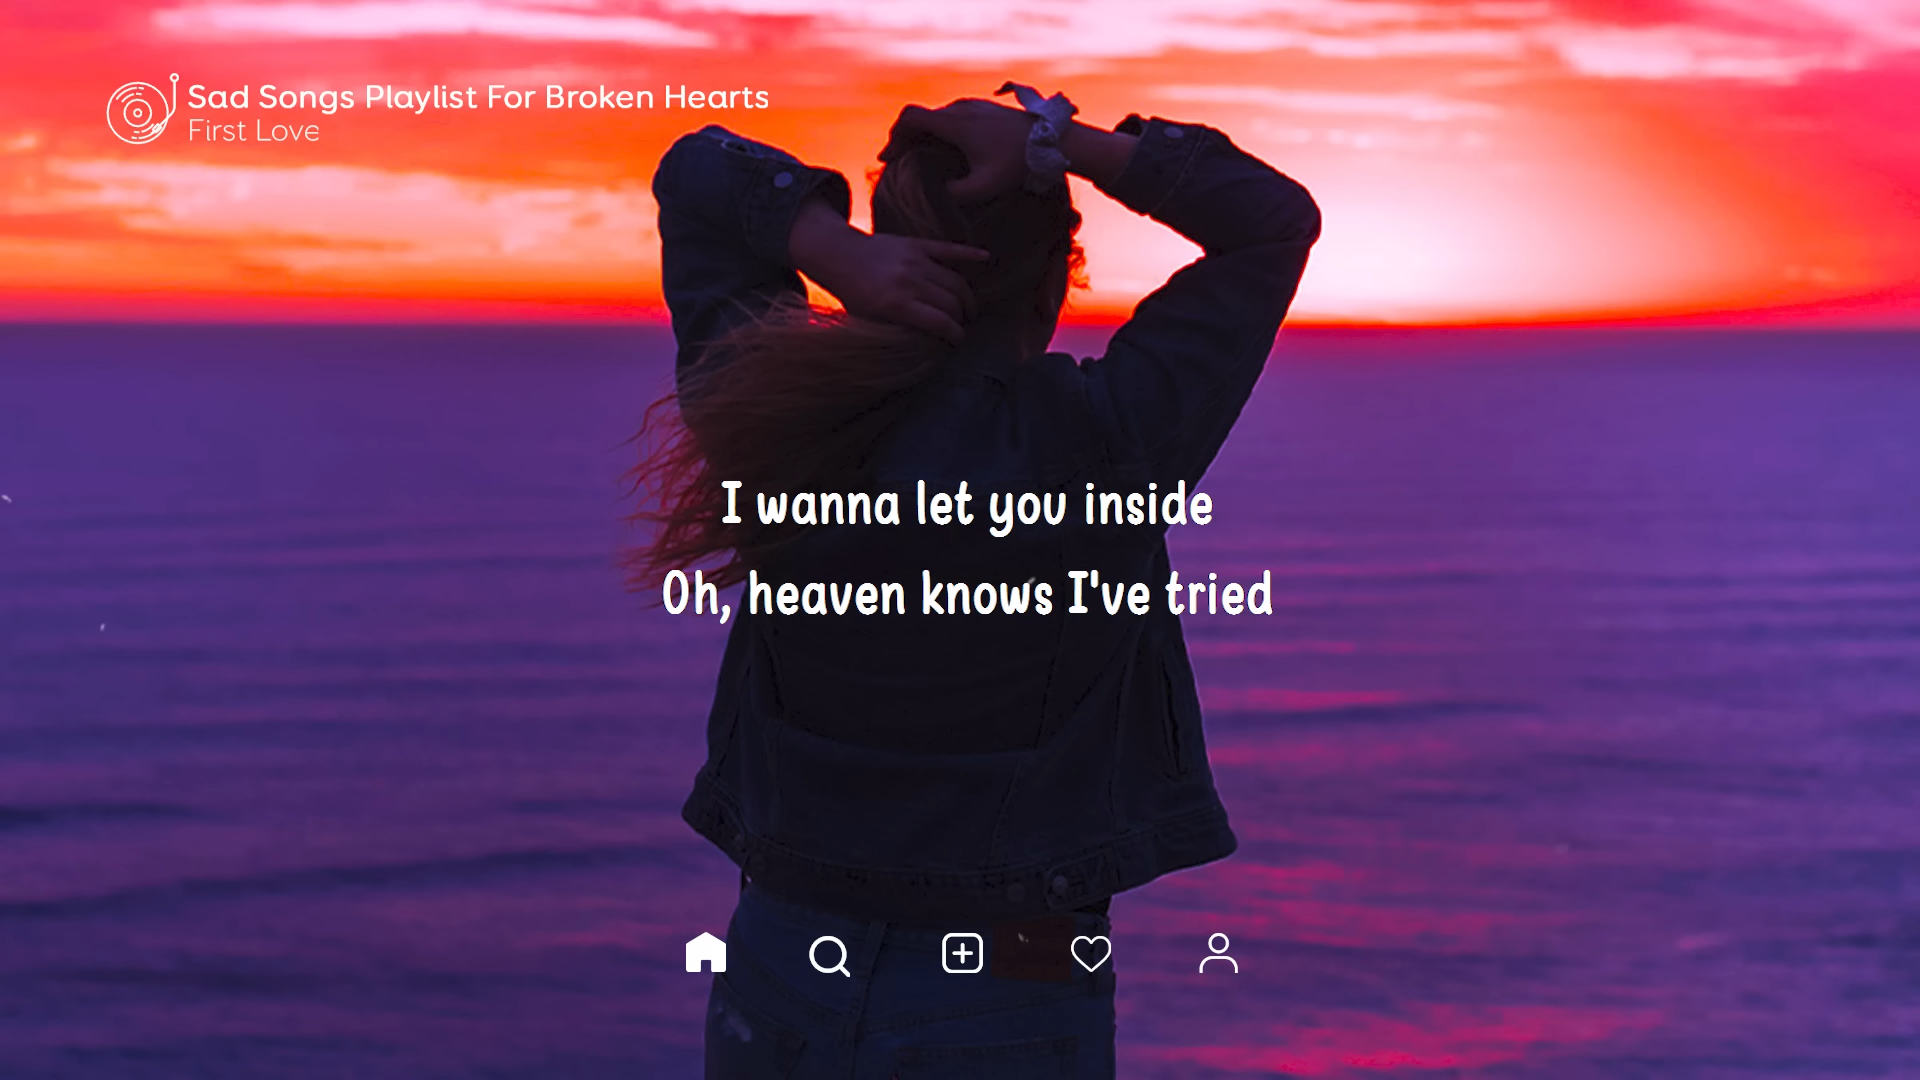 Sad Songs Playlist For Broken Hearts
First Love
I wanna let you inside
Oh, heaven knows I've tried